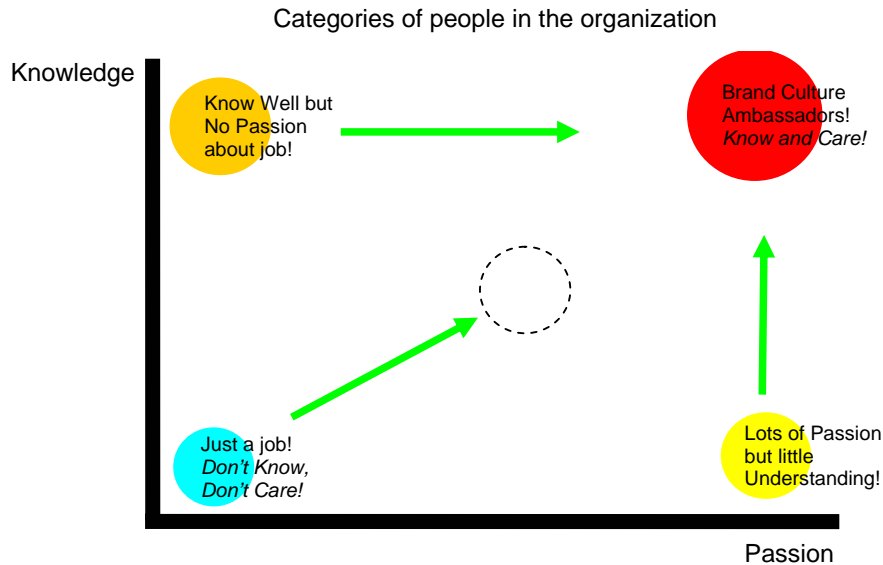 Categories of people in the organization
Knowledge
Know Well but
No Passion
about job!
Brand Culture
Ambassadors!
Know and Care!
Just a job!
Don't Know,
Don't Care!
Lots of Passion
but little
Understanding!
Passion